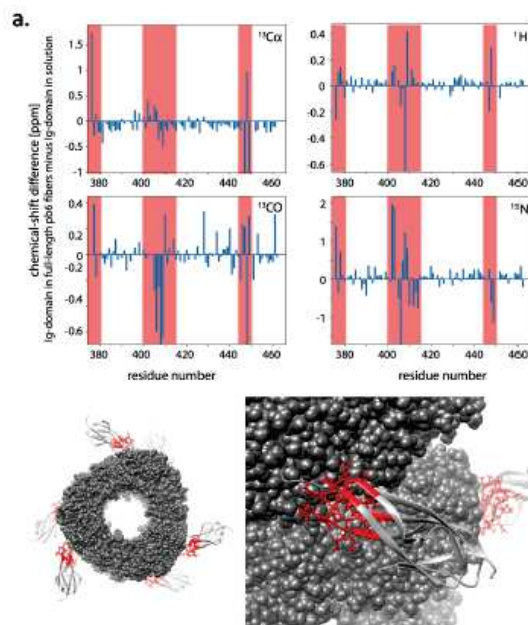 a.
chemical-shift difference [ppm]
Ig-domain in full-length pb6 fibers minus Ig-domain in solution
¹³Cα
1.5
1
0.5
0
-0.5
-1
380 400 420 440 460
¹H
0.4
0.2
0
-0.2
-0.4
-0.6
380 400 420 440 460
¹³CO
0.4
0.2
0
-0.2
-0.4
-0.6
380 400 420 440 460
residue number
¹⁵N
2
1
0
-1
380 400 420 440 460
residue number